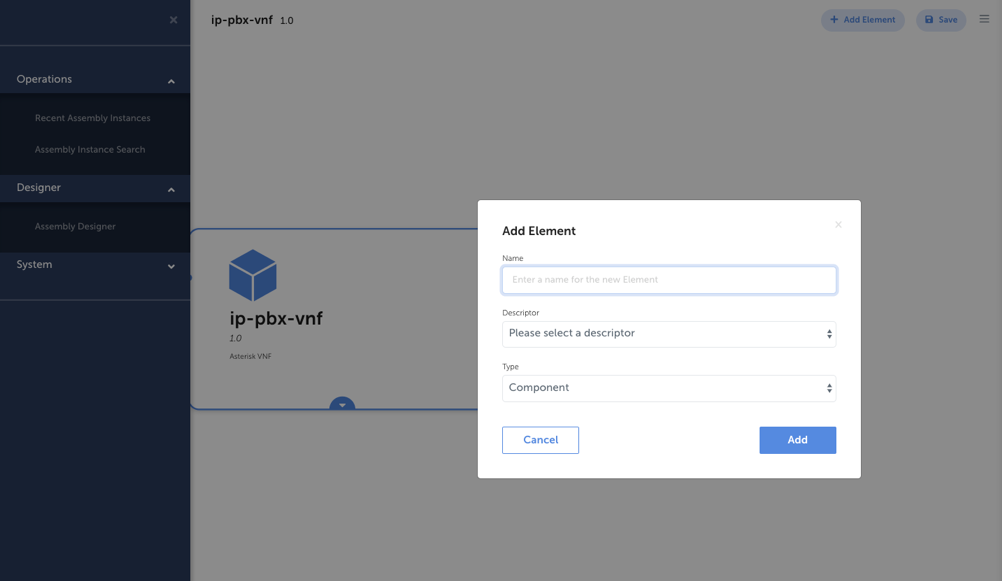 ip-pbx-vnf 1.0
Add Element
Save
Operations
Recent Assembly Instances
Assembly Instance Search
Designer
Assembly Designer
System
ip-pbx-vnf
1.0
Asterisk VNF
Add Element
Name
Enter a name for the new Element
Descriptor
Please select a descriptor
Type
Component
Cancel
Add